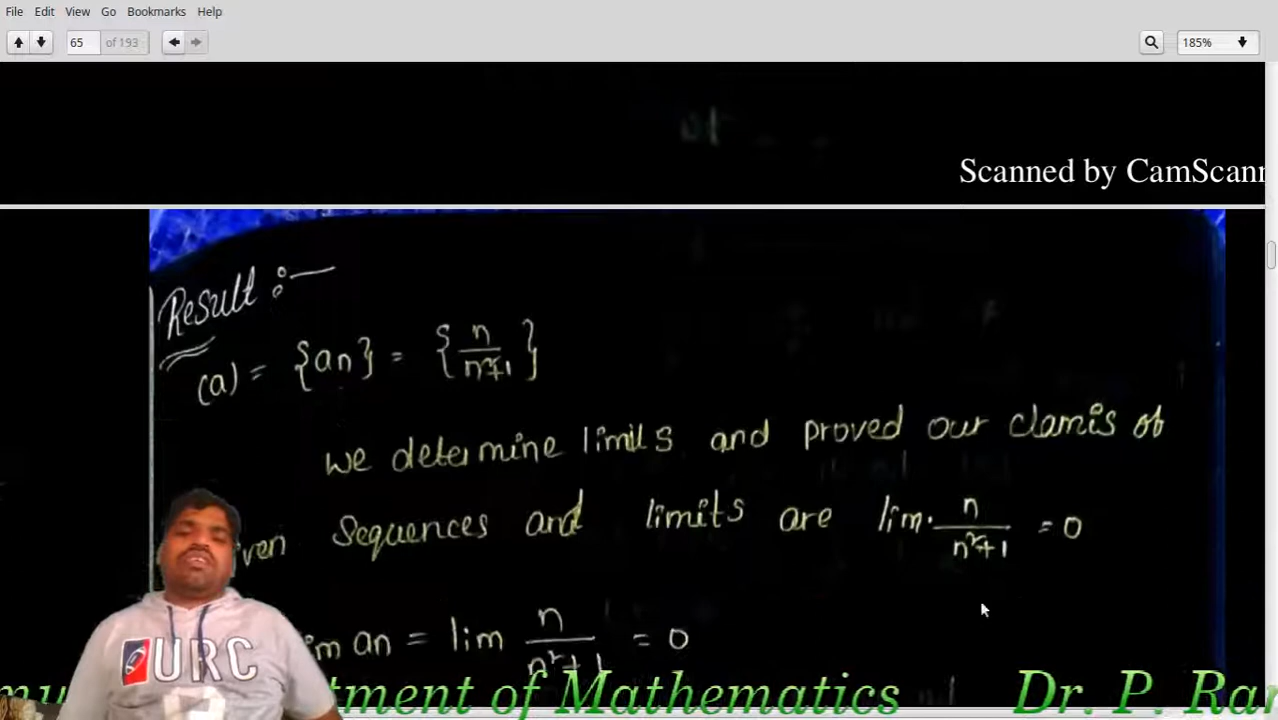 File Edit View Go Bookmarks Help
65 of 193 185%
Scanned by CamScann
Result :—
(a) = {an} = {n/n²+1}
we determine limits and proved our clamis of
ven Sequences and limits are lim. n/n²+1 = 0
im an = lim n/n²+1 = 0
URC
tment of Mathematics Dr. P. Ran